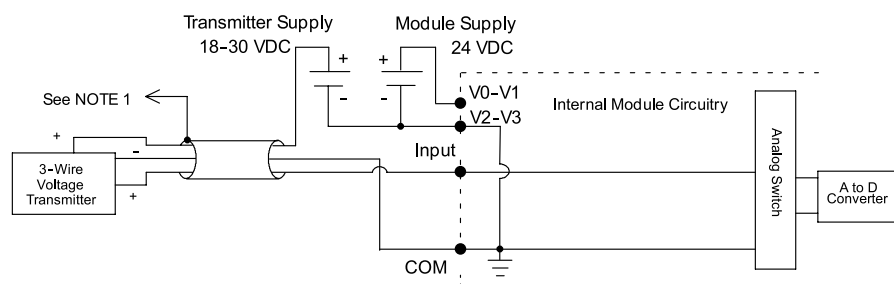 Transmitter Supply
18-30 VDC
Module Supply
24 VDC
+
-
+
-
V0-V1
V2-V3
Internal Module Circuitry
See NOTE 1
+
-
+
3-Wire
Voltage
Transmitter
Input
COM
Analog Switch
A to D
Converter